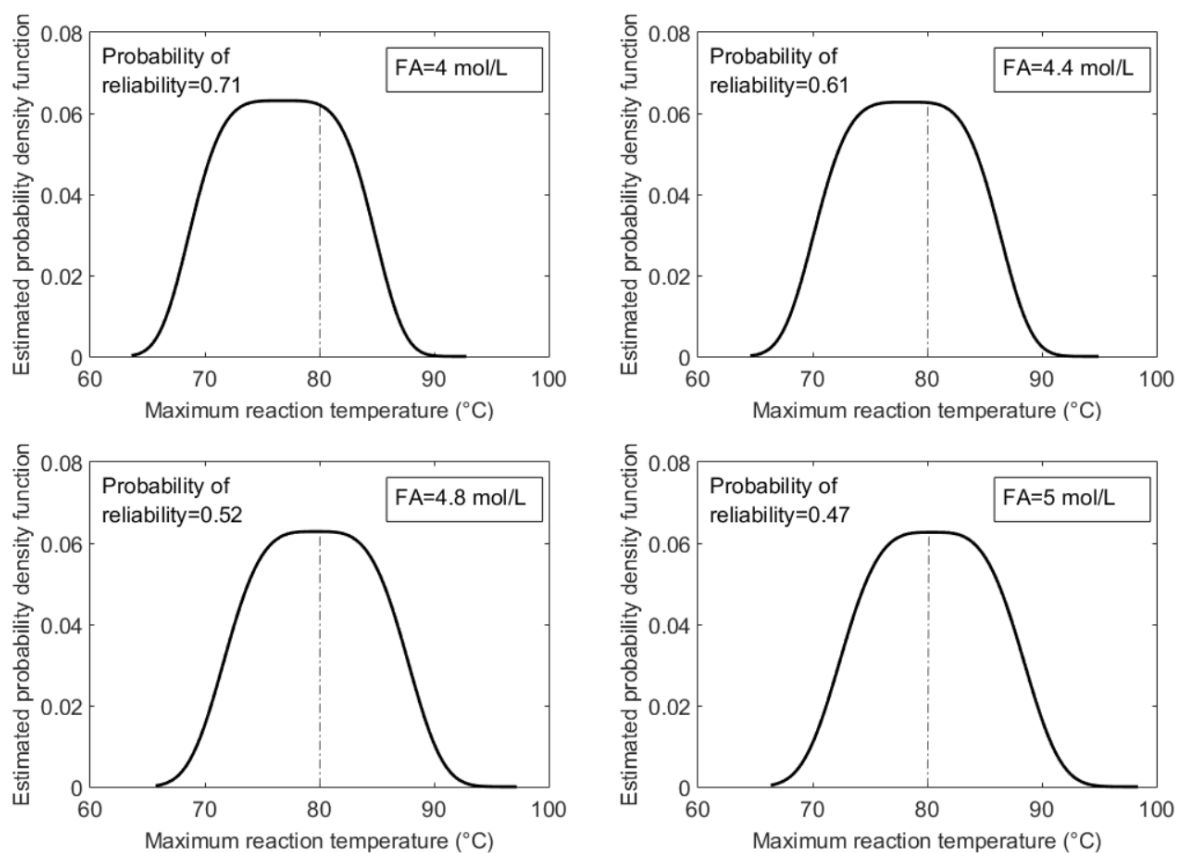 Estimated probability density function
0.08
0.06
0.04
0.02
0
Probability of
reliability=0.71
FA=4 mol/L
60 70 80 90 100
Maximum reaction temperature (°C)
Estimated probability density function
0.08
0.06
0.04
0.02
0
Probability of
reliability=0.61
FA=4.4 mol/L
60 70 80 90 100
Maximum reaction temperature (°C)
Estimated probability density function
0.08
0.06
0.04
0.02
0
Probability of
reliability=0.52
FA=4.8 mol/L
60 70 80 90 100
Maximum reaction temperature (°C)
Estimated probability density function
0.08
0.06
0.04
0.02
0
Probability of
reliability=0.47
FA=5 mol/L
60 70 80 90 100
Maximum reaction temperature (°C)